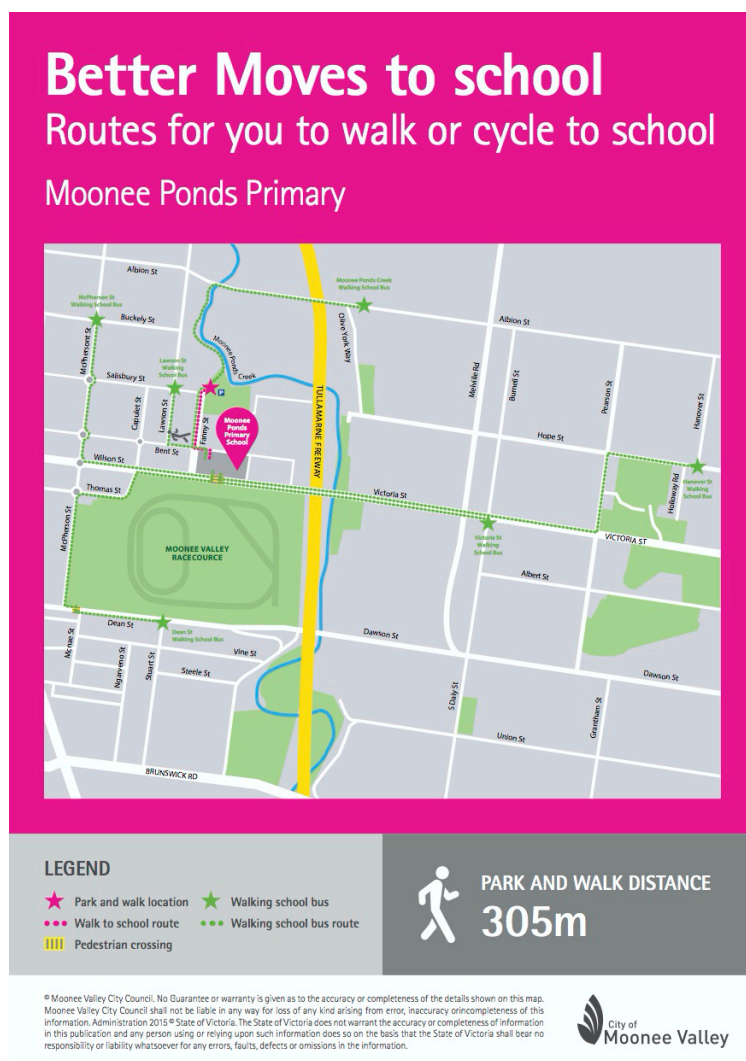 Better Moves to school
Routes for you to walk or cycle to school
Moonee Ponds Primary
Albion St
Moonee Ponds Creek
Walking School Bus
McPherson St
Walking School Bus
Buckely St
Albion St
Olive York Way
Moonee Ponds
Creek
McPherson St
Lawson St
Walking
School Bus
Salisbury St
P
Melville Rd
Bunnell St
Pearson St
Hanover St
TULLAMARINE FREEWAY
Capulet St
Lawson St
Fanny St
Moonee
Ponds
Primary
School
Hope St
Bent St
Wilson St
Hanover St
Walking
School Bus
Holloway Rd
Thomas St
Victoria St
McPherson St
Victoria St
Walking
School Bus
VICTORIA ST
MOONEE VALLEY
RACECOURCE
Albert St
Dean St
Dean St
Walking School Bus
Dawson St
Mcnae St
Ngarveno St
Stuart St
Vine St
Steele St
Dawson St
S Daly St
Grantham St
Union St
BRUNSWICK RD
LEGEND
Park and walk location
Walking school bus
Walk to school route
Walking school bus route
Pedestrian crossing
PARK AND WALK DISTANCE
305m
© Moonee Valley City Council. No Guarantee or warranty is given as to the accuracy or completeness of the details shown on this map.
Moonee Valley City Council shall not be liable in any way for loss of any kind arising from error, inaccuracy orincompleteness of this
information. Administration 2015 © State of Victoria. The State of Victoria does not warrant the accuracy or completeness of information
in this publication and any person using or relying upon such information does so on the basis that the State of Victoria shall bear no
responsibility or liability whatsoever for any errors, faults, defects or omissions in the information.
City of
Moonee Valley